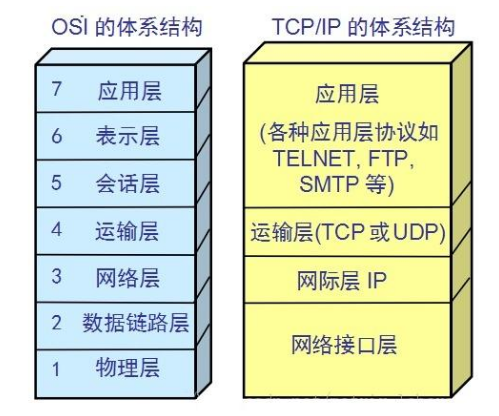 OSI 的体系结构
TCP/IP 的体系结构
7 应用层
6 表示层
5 会话层
4 运输层
3 网络层
2 数据链路层
1 物理层
应用层
(各种应用层协议如
TELNET, FTP,
SMTP 等)
运输层(TCP 或 UDP)
网际层 IP
网络接口层